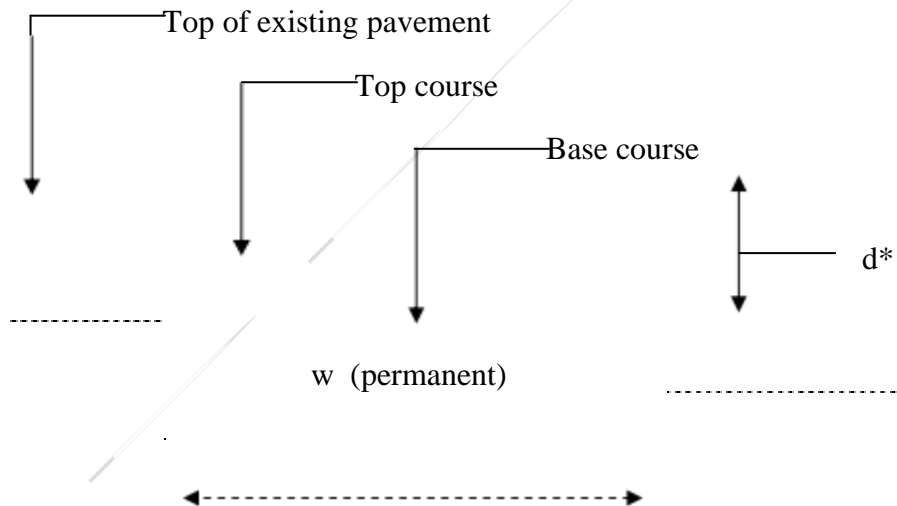 Top of existing pavement
Top course
Base course
d*
w (permanent)